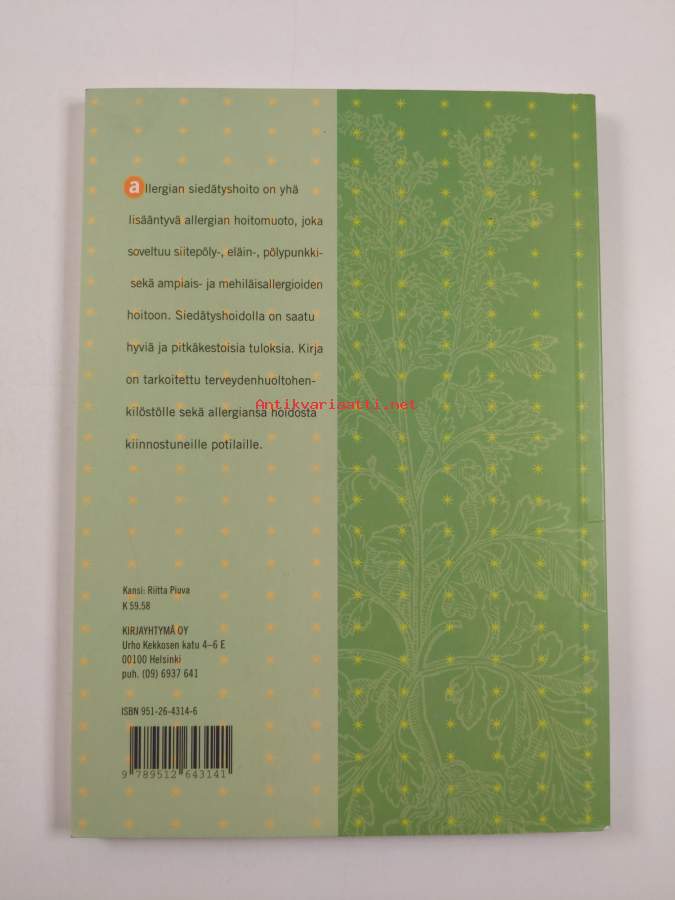 allergian siedätyshoito on yhä
lisääntyvä allergian hoitomuoto, joka
soveltuu siitepöly-, eläin-, pölypunkki-
sekä ampiais- ja mehiläisallergioiden
hoitoon. Siedätyshoidolla on saatu
hyviä ja pitkäkestoisia tuloksia. Kirja
on tarkoitettu terveydenhuoltohen-
kilöstölle sekä allergiansa hoidosta
kiinnostuneille potilaille.
Antikvariaatti.net
Kansi: Riitta Piuva
K 59.58
KIRJAYHTYMÄ OY
Urho Kekkosen katu 4–6 E
00100 Helsinki
puh. (09) 6937 641
ISBN 951-26-4314-6
9 789512 643141